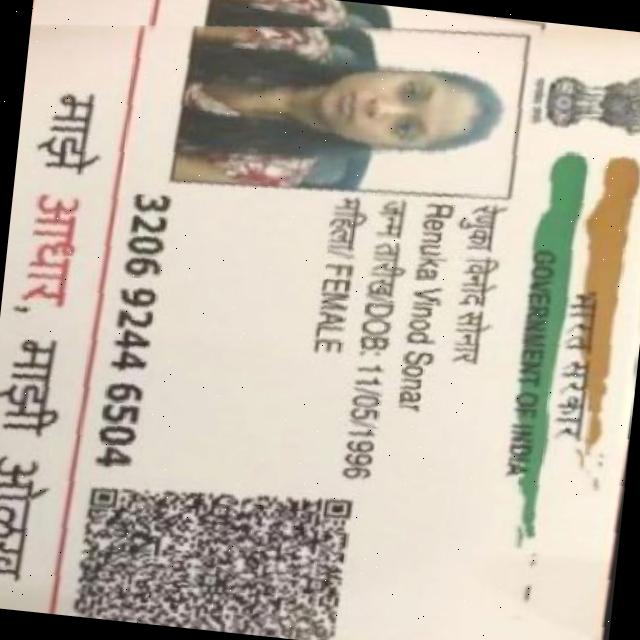 भारत सरकार
GOVERNMENT OF INDIA
रेणुका विनोद सोनार
Renuka Vinod Sonar
जन्म तारीख/DOB: 11/05/1996
महिला/ FEMALE
3206 9244 6504
माझे आधार, माझी ओळख